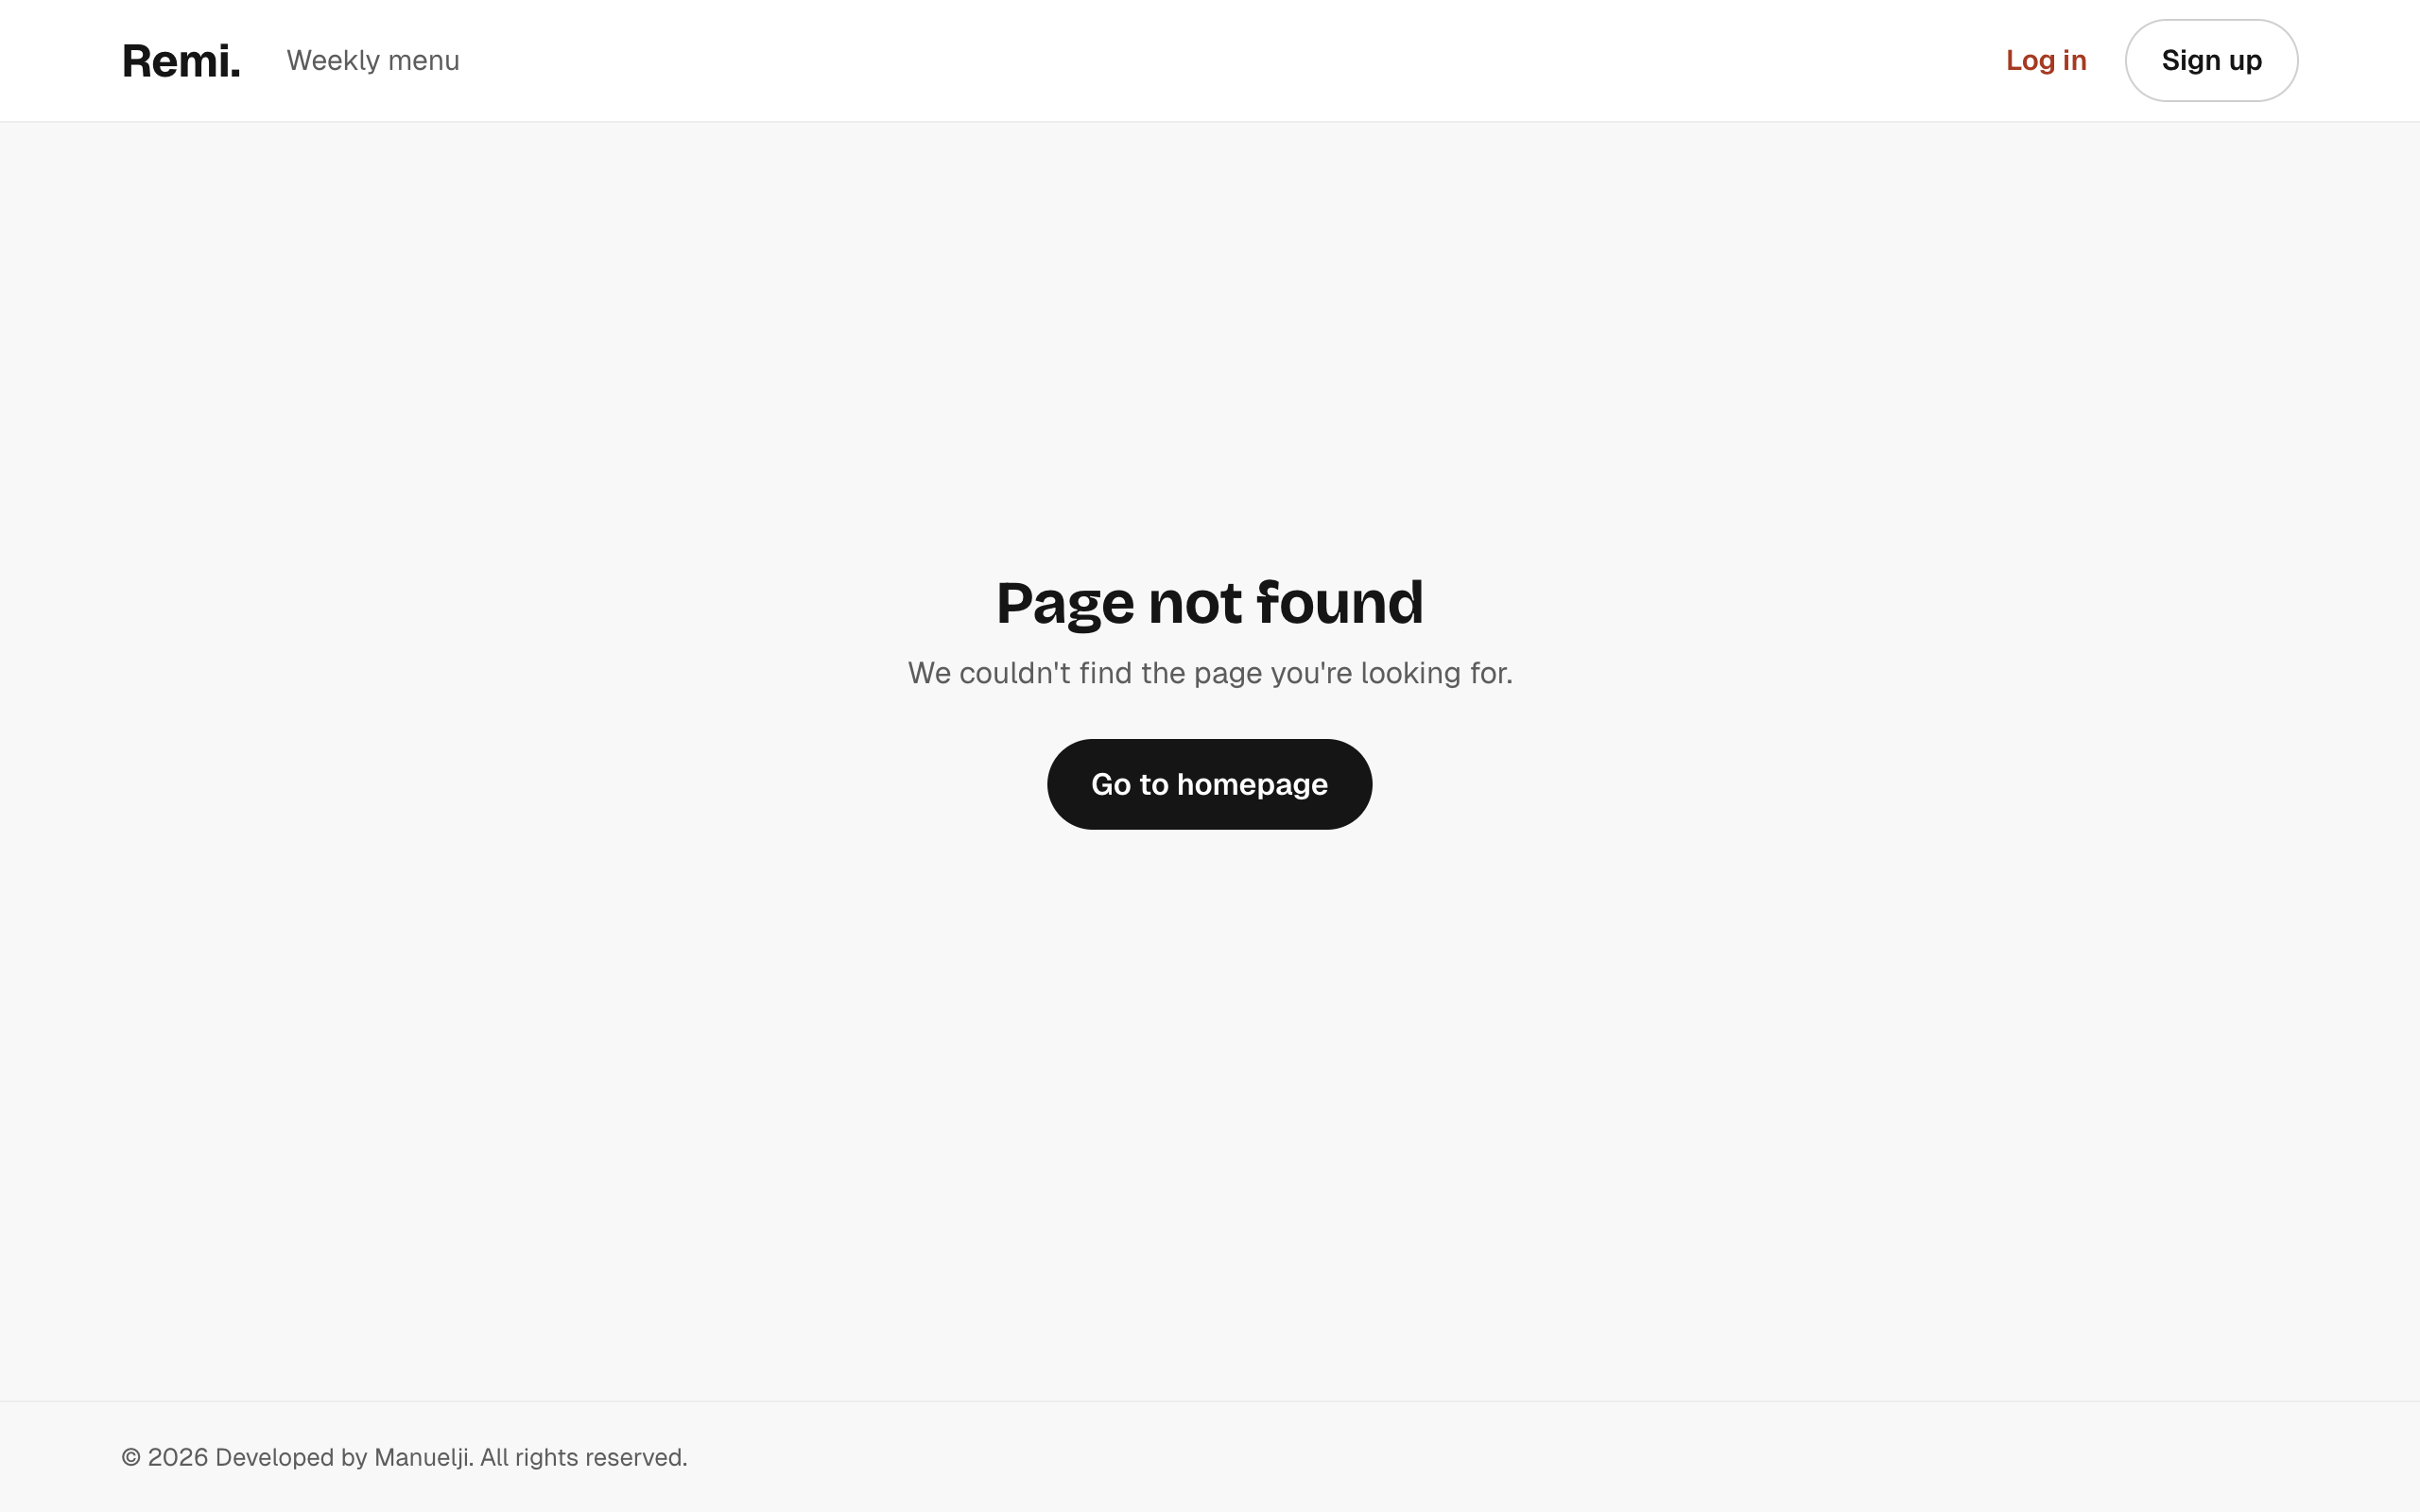 Remi.
Weekly menu
Log in
Sign up
Page not found
We couldn't find the page you're looking for.
Go to homepage
© 2026 Developed by Manuelji. All rights reserved.